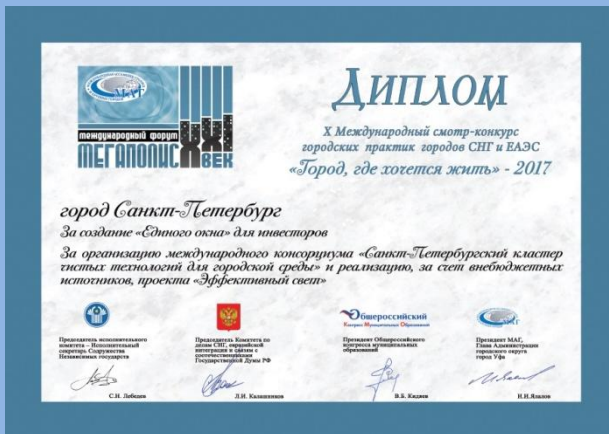 МАГ
международный форум
МЕГАПОЛИС
XXI
ВЕК
ДИПЛОМ
X Международный смотр-конкурс
городских практик городов СНГ и ЕАЭС
«Город, где хочется жить» - 2017
город Санкт-Петербург
За создание «Единого окна» для инвесторов
За организацию международного консорциума «Санкт-Петербургский кластер
чистых технологий для городской среды» и реализацию, за счет внебюджетных
источников, проекта «Эффективный свет»
Председатель исполнительного
комитета – Исполнительный
секретарь Содружества
Независимых государств
С.Н. Лебедев
Председатель Комитета по
делам СНГ, евразийской
интеграции и связям с
соотечественниками
Государственной Думы РФ
Л.И. Калашников
Общероссийский
Конгресс Муниципальных Образований
Президент Общероссийского
конгресса муниципальных
образований
В.Б. Кидяев
МАГ
Президент МАГ,
Глава Администрации
городского округа
город Уфа
И.И.Ялалов